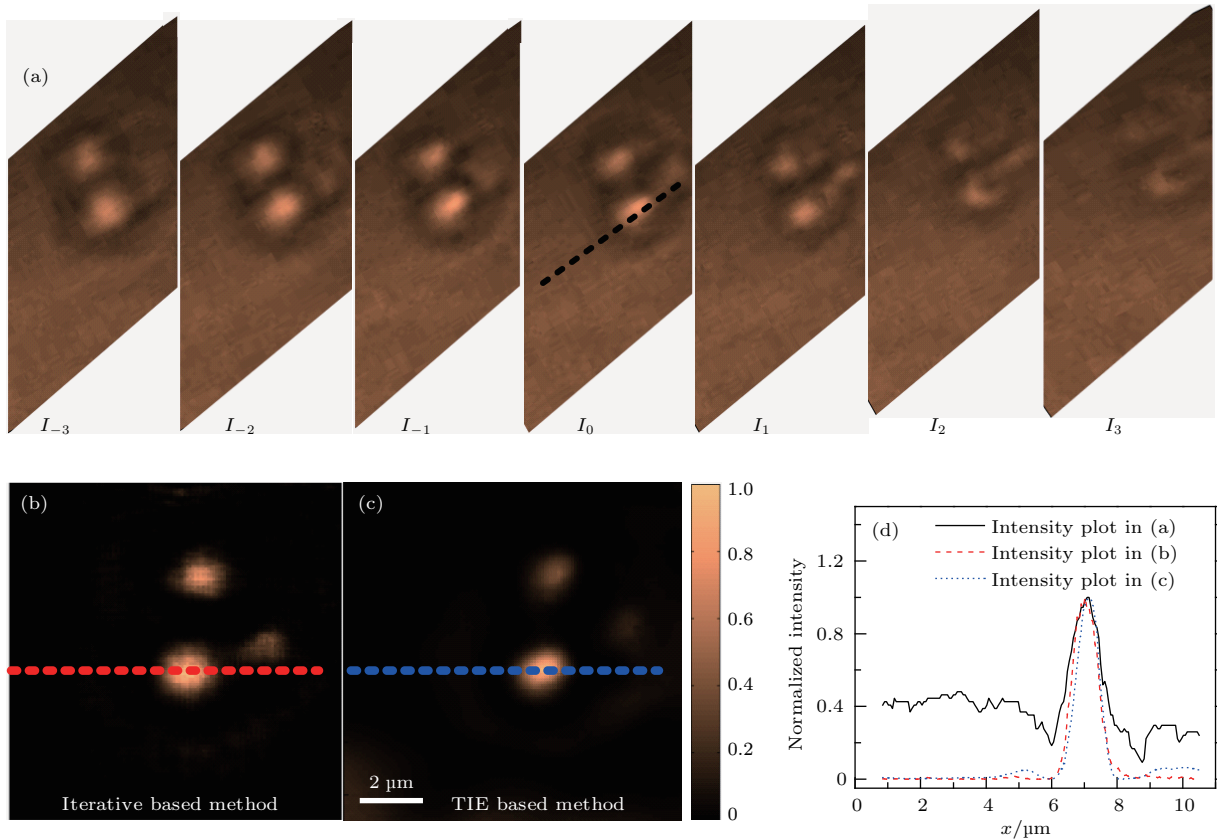 (a)
I₋₃ I₋₂ I₋₁ I₀ I₁ I₂ I₃
(b)
Iterative based method
(c)
2 µm
TIE based method
1.0
0.8
0.6
0.4
0.2
0
(d)
Intensity plot in (a)
Intensity plot in (b)
Intensity plot in (c)
Normalized intensity
1.2
0.8
0.4
0
0 2 4 6 8 10
x/µm